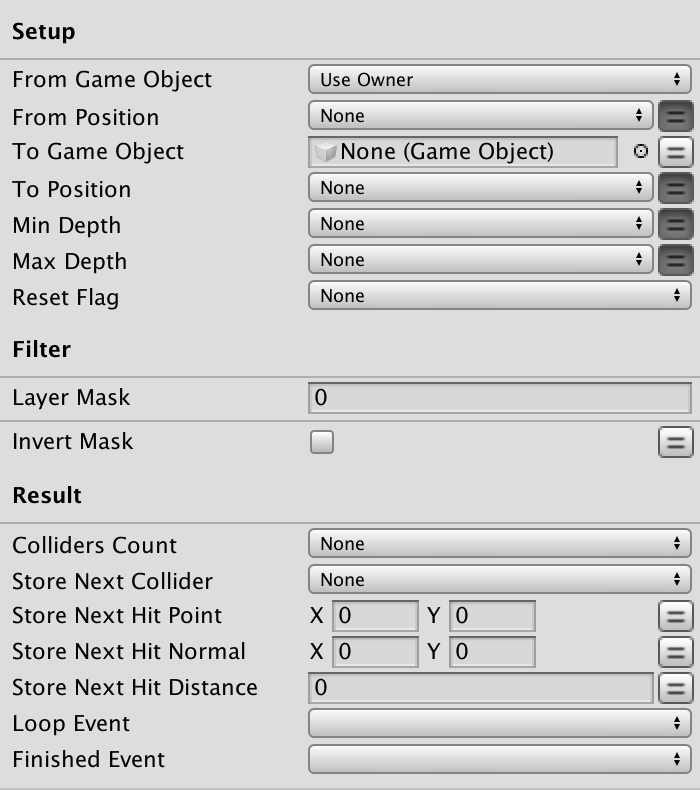 Setup
From Game Object Use Owner
From Position None
To Game Object None (Game Object)
To Position None
Min Depth None
Max Depth None
Reset Flag None
Filter
Layer Mask 0
Invert Mask
Result
Colliders Count None
Store Next Collider None
Store Next Hit Point X 0 Y 0
Store Next Hit Normal X 0 Y 0
Store Next Hit Distance 0
Loop Event
Finished Event